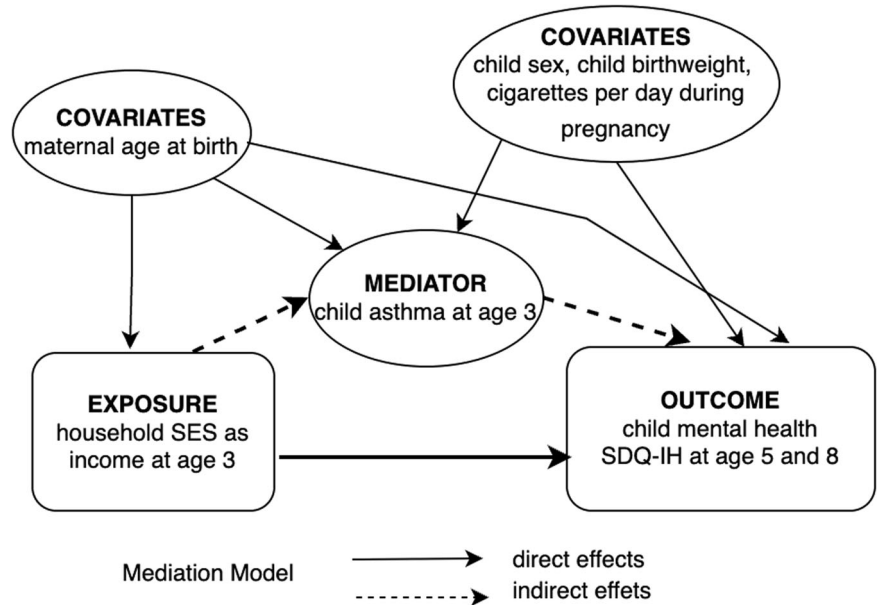 COVARIATES
maternal age at birth
COVARIATES
child sex, child birthweight,
cigarettes per day during
pregnancy
MEDIATOR
child asthma at age 3
EXPOSURE
household SES as
income at age 3
OUTCOME
child mental health
SDQ-IH at age 5 and 8
Mediation Model
direct effects
indirect effets